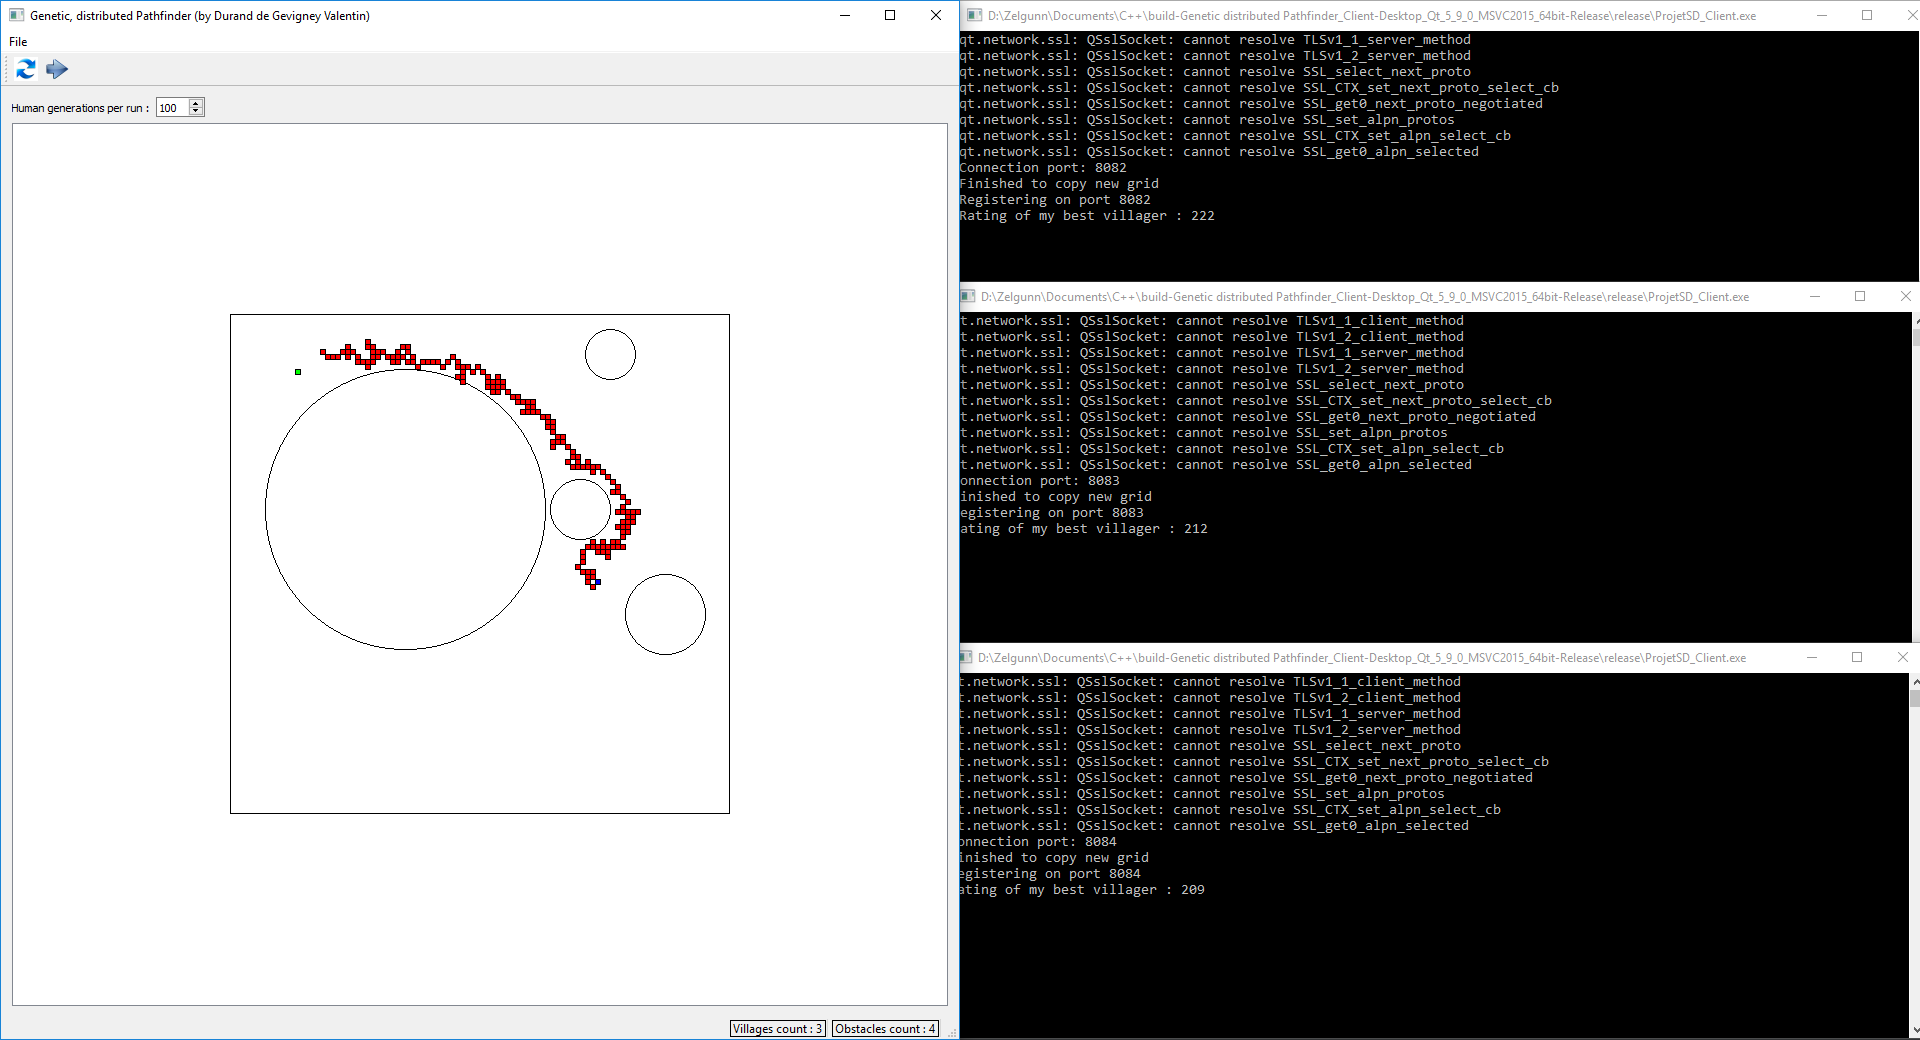 Genetic, distributed Pathfinder (by Durand de Gevigney Valentin)
File
Human generations per run : 100
Villages count : 3
Obstacles count : 4
D:\Zelgunn\Documents\C++\build-Genetic distributed Pathfinder_Client-Desktop_Qt_5_9_0_MSVC2015_64bit-Release\release\ProjetSD_Client.exe
qt.network.ssl: QSslSocket: cannot resolve TLSv1_1_server_method
qt.network.ssl: QSslSocket: cannot resolve TLSv1_2_server_method
qt.network.ssl: QSslSocket: cannot resolve SSL_select_next_proto
qt.network.ssl: QSslSocket: cannot resolve SSL_CTX_set_next_proto_select_cb
qt.network.ssl: QSslSocket: cannot resolve SSL_get0_next_proto_negotiated
qt.network.ssl: QSslSocket: cannot resolve SSL_set_alpn_protos
qt.network.ssl: QSslSocket: cannot resolve SSL_CTX_set_alpn_select_cb
qt.network.ssl: QSslSocket: cannot resolve SSL_get0_alpn_selected
Connection port: 8082
Finished to copy new grid
Registering on port 8082
Rating of my best villager : 222
D:\Zelgunn\Documents\C++\build-Genetic distributed Pathfinder_Client-Desktop_Qt_5_9_0_MSVC2015_64bit-Release\release\ProjetSD_Client.exe
t.network.ssl: QSslSocket: cannot resolve TLSv1_1_client_method
t.network.ssl: QSslSocket: cannot resolve TLSv1_2_client_method
t.network.ssl: QSslSocket: cannot resolve TLSv1_1_server_method
t.network.ssl: QSslSocket: cannot resolve TLSv1_2_server_method
t.network.ssl: QSslSocket: cannot resolve SSL_select_next_proto
t.network.ssl: QSslSocket: cannot resolve SSL_CTX_set_next_proto_select_cb
t.network.ssl: QSslSocket: cannot resolve SSL_get0_next_proto_negotiated
t.network.ssl: QSslSocket: cannot resolve SSL_set_alpn_protos
t.network.ssl: QSslSocket: cannot resolve SSL_CTX_set_alpn_select_cb
t.network.ssl: QSslSocket: cannot resolve SSL_get0_alpn_selected
onnection port: 8083
inished to copy new grid
egistering on port 8083
ating of my best villager : 212
D:\Zelgunn\Documents\C++\build-Genetic distributed Pathfinder_Client-Desktop_Qt_5_9_0_MSVC2015_64bit-Release\release\ProjetSD_Client.exe
t.network.ssl: QSslSocket: cannot resolve TLSv1_1_client_method
t.network.ssl: QSslSocket: cannot resolve TLSv1_2_client_method
t.network.ssl: QSslSocket: cannot resolve TLSv1_1_server_method
t.network.ssl: QSslSocket: cannot resolve TLSv1_2_server_method
t.network.ssl: QSslSocket: cannot resolve SSL_select_next_proto
t.network.ssl: QSslSocket: cannot resolve SSL_CTX_set_next_proto_select_cb
t.network.ssl: QSslSocket: cannot resolve SSL_get0_next_proto_negotiated
t.network.ssl: QSslSocket: cannot resolve SSL_set_alpn_protos
t.network.ssl: QSslSocket: cannot resolve SSL_CTX_set_alpn_select_cb
t.network.ssl: QSslSocket: cannot resolve SSL_get0_alpn_selected
onnection port: 8084
inished to copy new grid
egistering on port 8084
ating of my best villager : 209